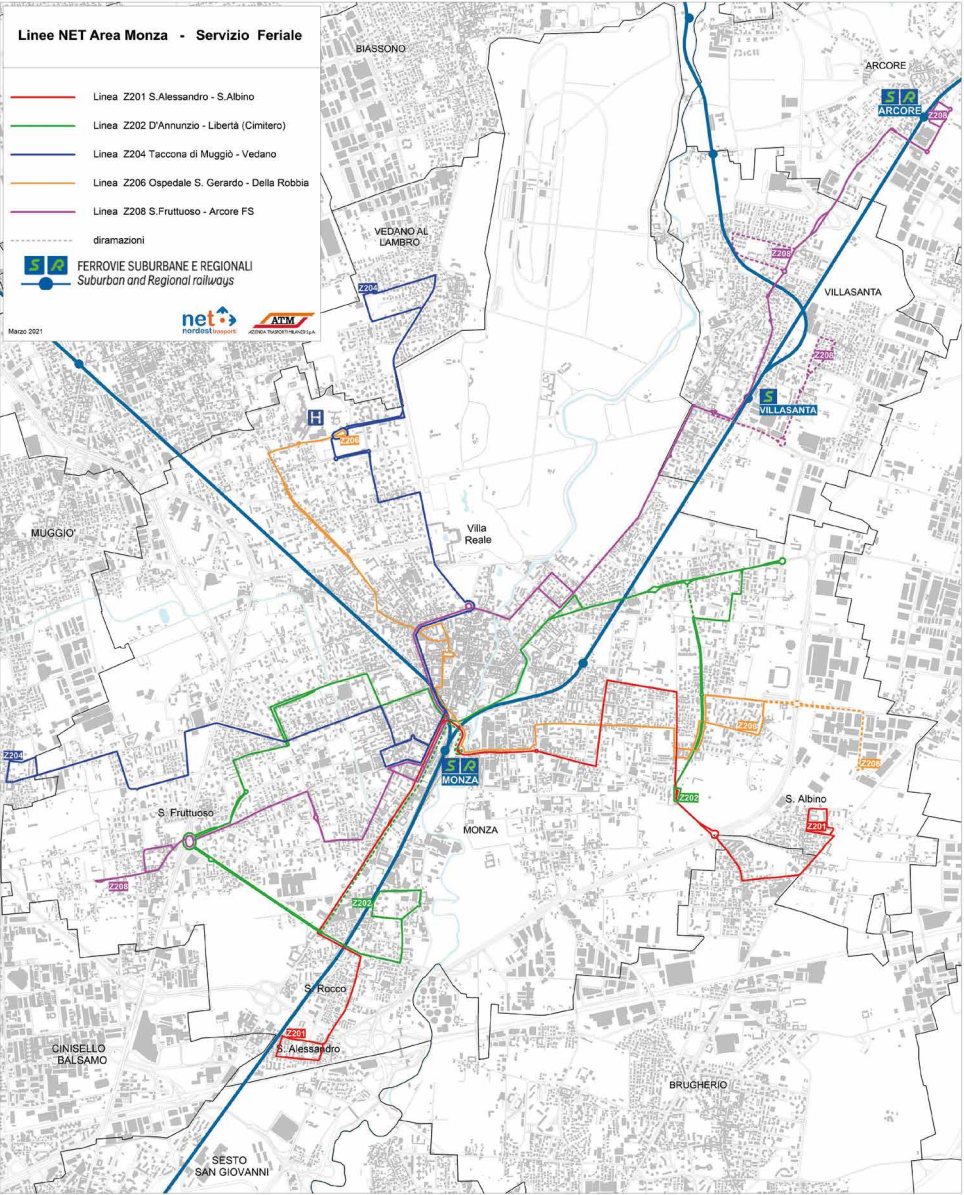 Linee NET Area Monza - Servizio Feriale
Linea Z201 S.Alessandro - S.Albino
Linea Z202 D'Annunzio - Libertà (Cimitero)
Linea Z204 Taccona di Muggiò - Vedano
Linea Z206 Ospedale S. Gerardo - Della Robbia
Linea Z208 S.Fruttuoso - Arcore FS
diramazioni
S R FERROVIE SUBURBANE E REGIONALI
Suburban and Regional railways
net
nordest trasporti
ATM
AZIENDA TRASPORTI MILANESI S.p.A.
Marzo 2021
BIASSONO
ARCORE
S R
ARCORE
Z208
VEDANO AL
LAMBRO
Z208
Z204
VILLASANTA
Z208
S
VILLASANTA
H
Z206
MUGGIO'
Villa
Reale
Z206
Z204
Z206
S R
MONZA
Z202
S. Albino
Z201
S. Fruttuoso
MONZA
Z208
Z202
S. Rocco
Z201
S. Alessandro
CINISELLO
BALSAMO
BRUGHERIO
SESTO
SAN GIOVANNI